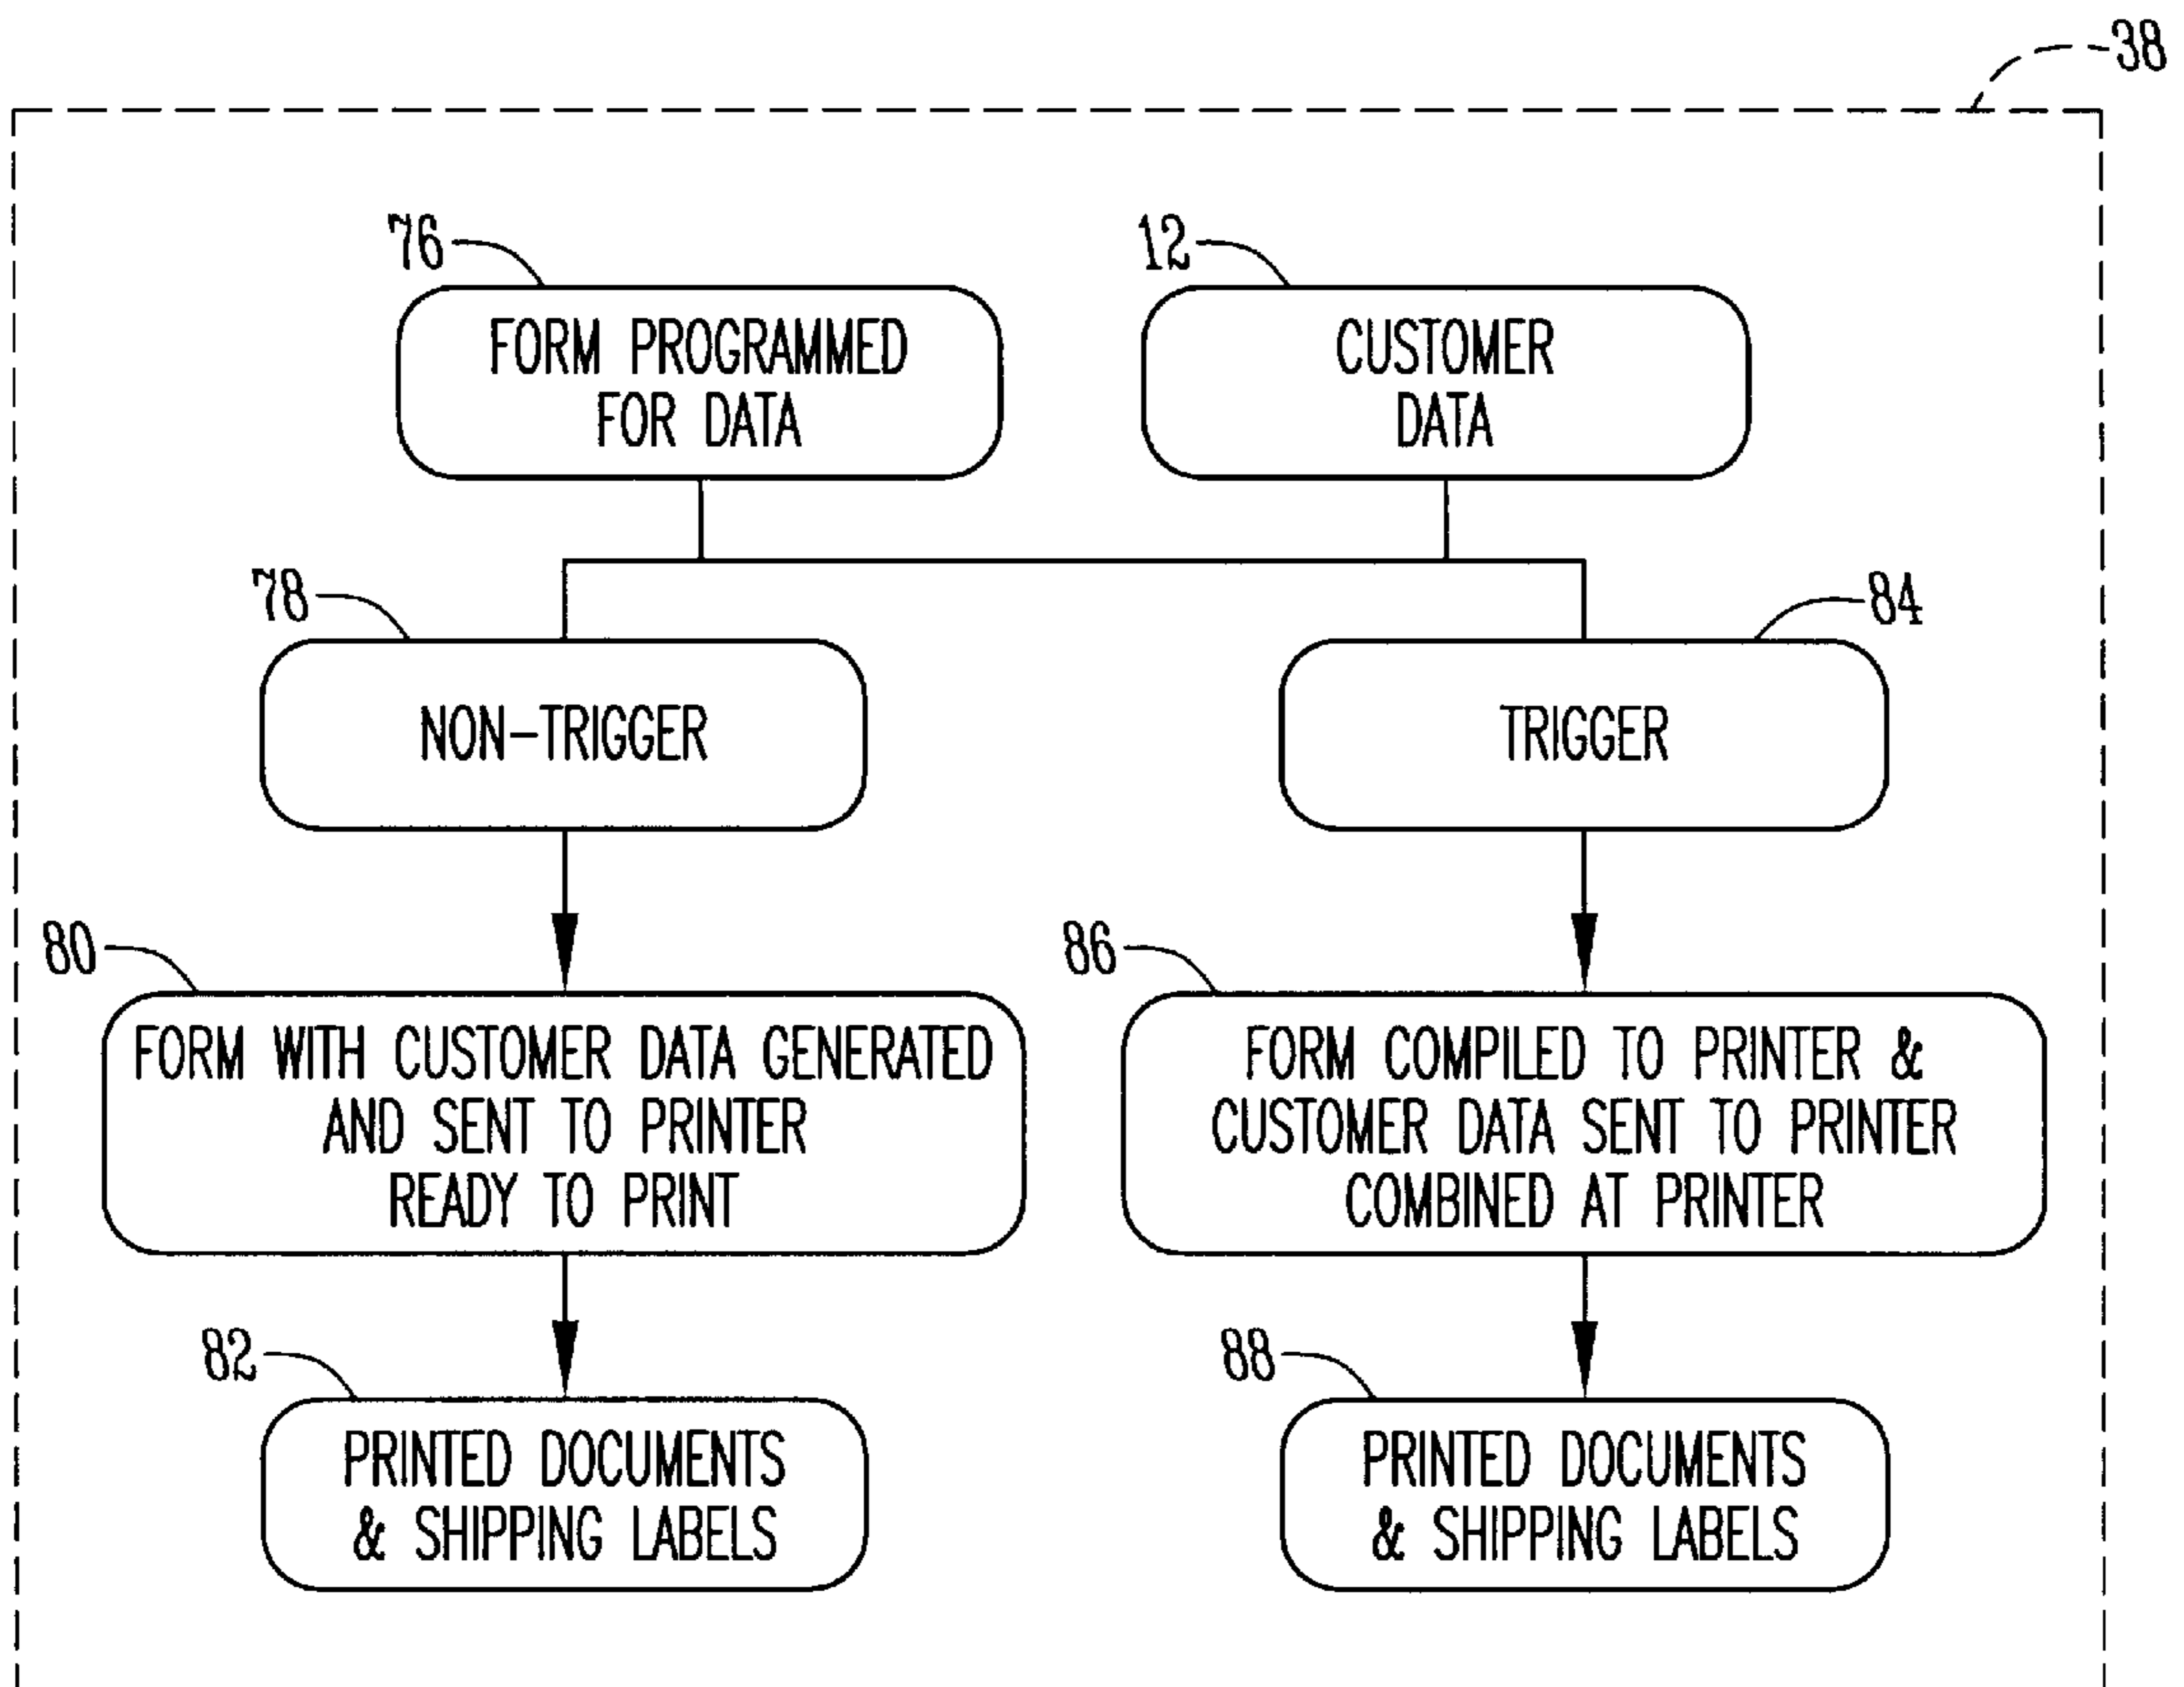 38
76
12
FORM PROGRAMMED
FOR DATA
CUSTOMER
DATA
78
84
NON-TRIGGER
TRIGGER
80
86
FORM WITH CUSTOMER DATA GENERATED
AND SENT TO PRINTER
READY TO PRINT
FORM COMPILED TO PRINTER &
CUSTOMER DATA SENT TO PRINTER
COMBINED AT PRINTER
82
88
PRINTED DOCUMENTS
& SHIPPING LABELS
PRINTED DOCUMENTS
& SHIPPING LABELS